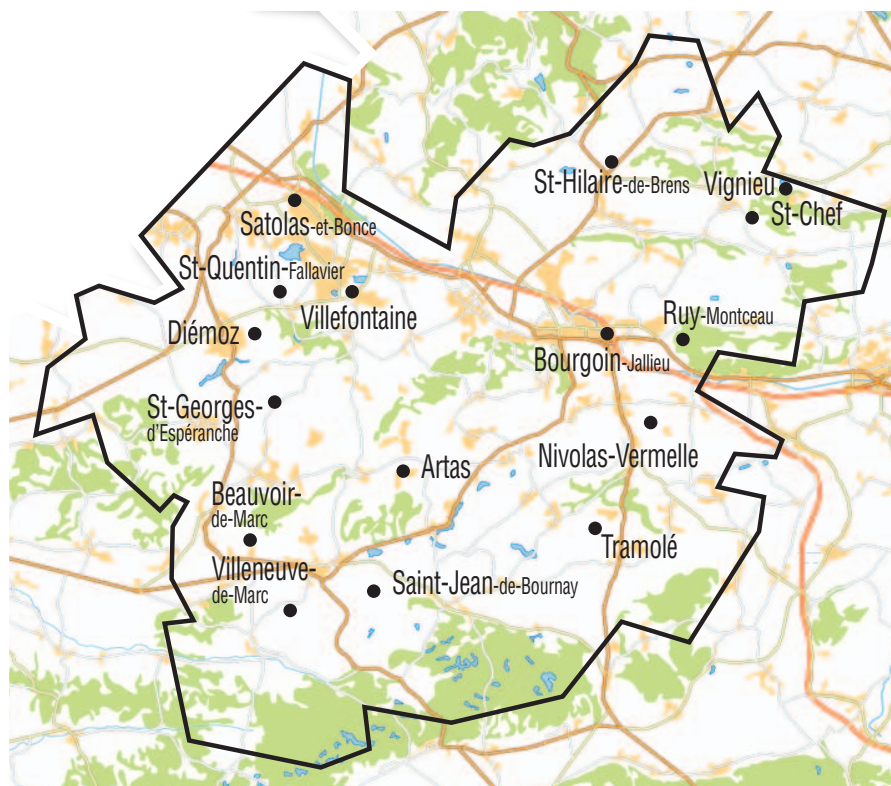 St-Hilaire-de-Brens
Vignieu
St-Chef
Satolas-et-Bonce
St-Quentin-Fallavier
Villefontaine
Ruy-Montceau
Diémoz
Bourgoin-Jallieu
St-Georges-
d'Espéranche
Nivolas-Vermelle
Artas
Beauvoir-
de-Marc
Tramolé
Villeneuve-
de-Marc
Saint-Jean-de-Bournay